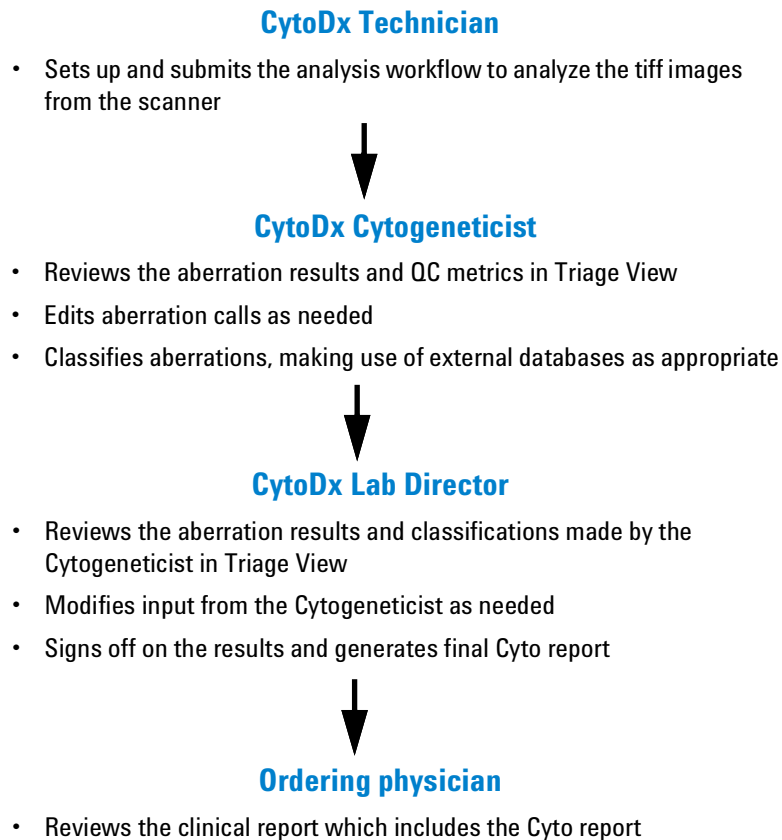 CytoDx Technician
• Sets up and submits the analysis workflow to analyze the tiff images
from the scanner
CytoDx Cytogeneticist
• Reviews the aberration results and QC metrics in Triage View
• Edits aberration calls as needed
• Classifies aberrations, making use of external databases as appropriate
CytoDx Lab Director
• Reviews the aberration results and classifications made by the
Cytogeneticist in Triage View
• Modifies input from the Cytogeneticist as needed
• Signs off on the results and generates final Cyto report
Ordering physician
• Reviews the clinical report which includes the Cyto report